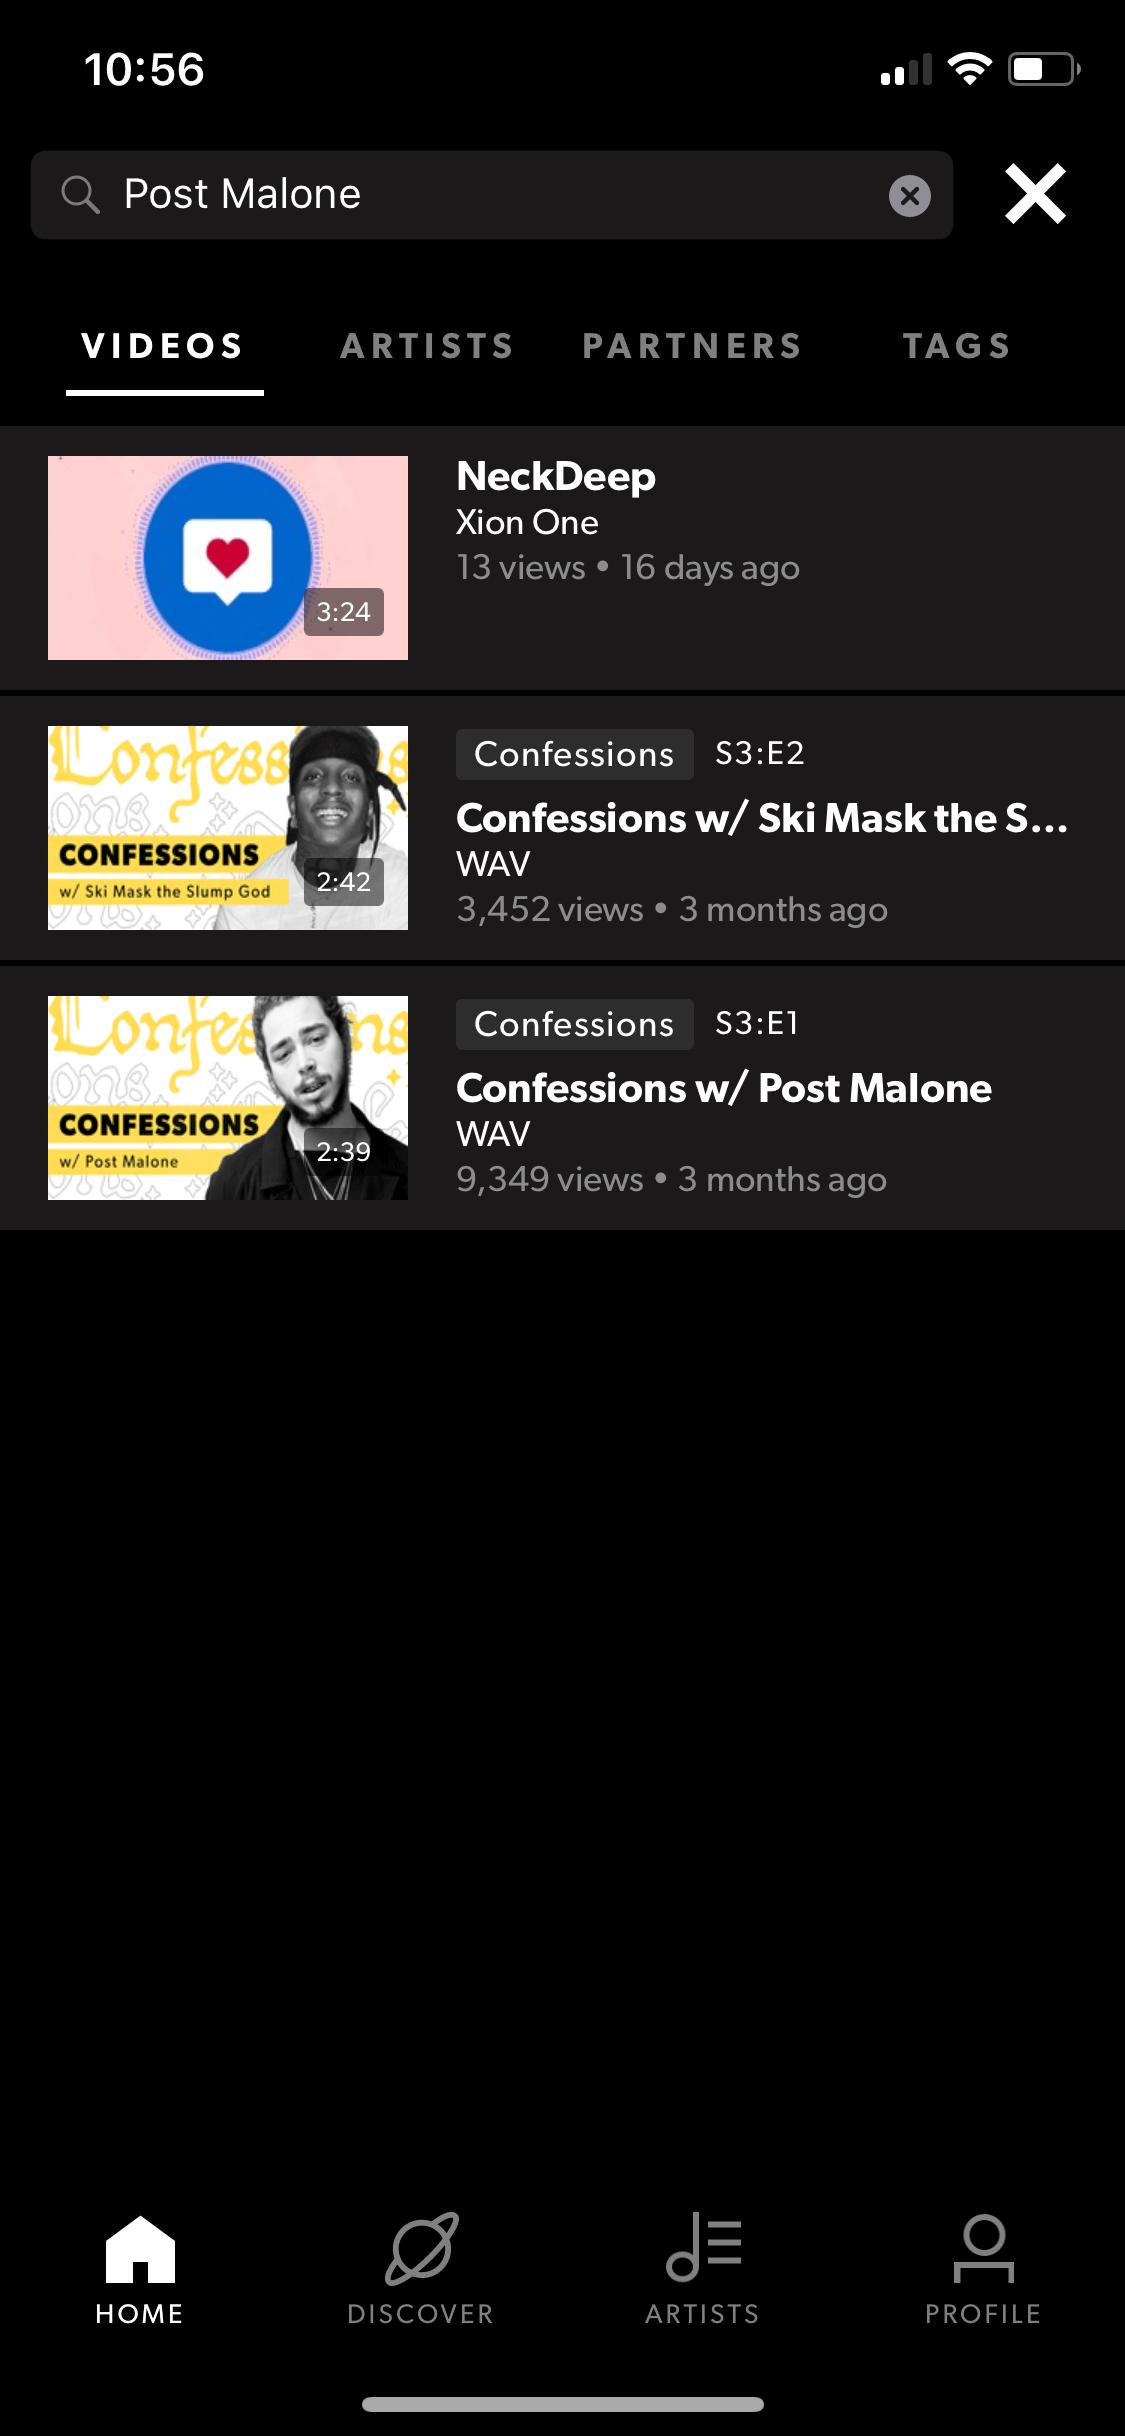 10:56
Post Malone
VIDEOS ARTISTS PARTNERS TAGS
3:24
NeckDeep
Xion One
13 views • 16 days ago
Confessions
CONFESSIONS
w/ Ski Mask the Slump God
2:42
Confessions S3:E2
Confessions w/ Ski Mask the S...
WAV
3,452 views • 3 months ago
CONFESSIONS
w/ Post Malone
2:39
Confessions S3:E1
Confessions w/ Post Malone
WAV
9,349 views • 3 months ago
HOME DISCOVER ARTISTS PROFILE